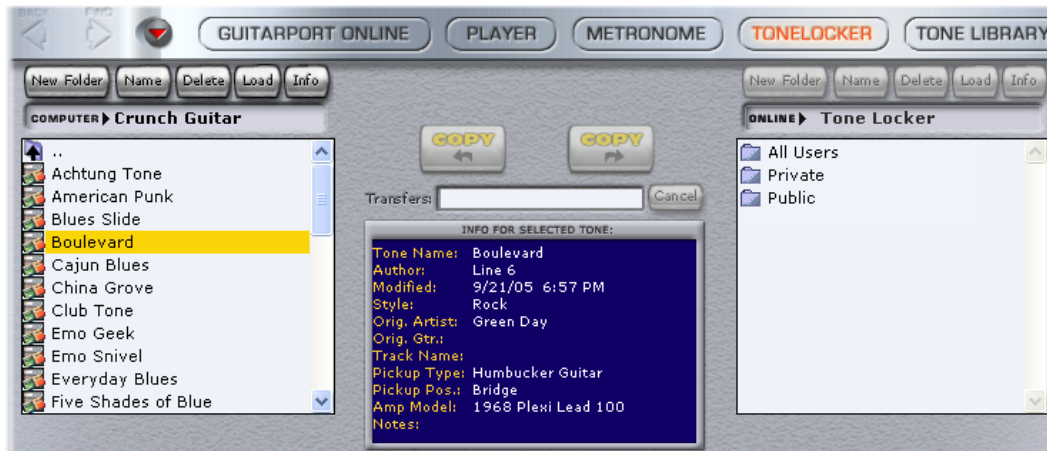 BACK FWD
GUITARPORT ONLINE PLAYER METRONOME TONELOCKER TONE LIBRARY
New Folder Name Delete Load Info
COMPUTER Crunch Guitar
..
Achtung Tone
American Punk
Blues Slide
Boulevard
Cajun Blues
China Grove
Club Tone
Emo Geek
Emo Snivel
Everyday Blues
Five Shades of Blue
COPY COPY
Transfers: Cancel
INFO FOR SELECTED TONE:
Tone Name: Boulevard
Author: Line 6
Modified: 9/21/05 6:57 PM
Style: Rock
Orig. Artist: Green Day
Orig. Gtr.:
Track Name:
Pickup Type: Humbucker Guitar
Pickup Pos.: Bridge
Amp Model: 1968 Plexi Lead 100
Notes:
New Folder Name Delete Load Info
ONLINE Tone Locker
All Users
Private
Public